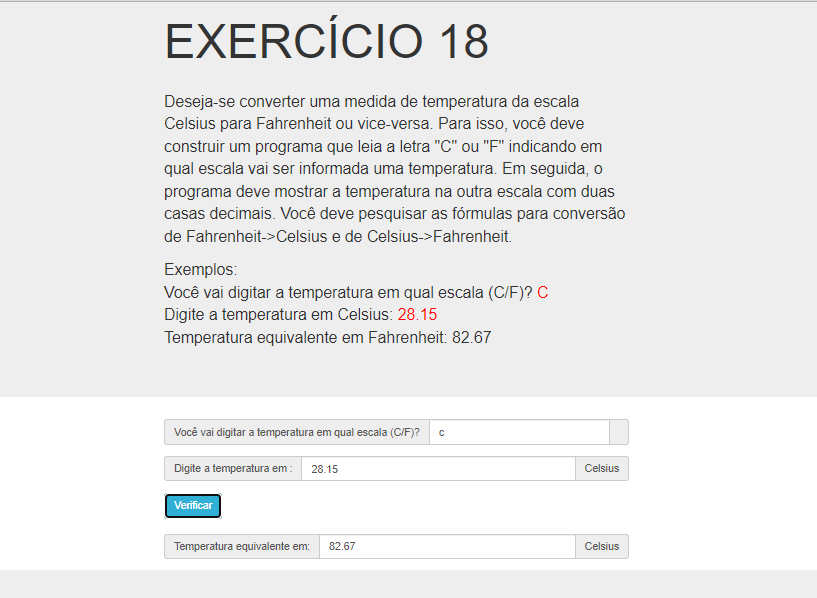 EXERCÍCIO 18
Deseja-se converter uma medida de temperatura da escala
Celsius para Fahrenheit ou vice-versa. Para isso, você deve
construir um programa que leia a letra "C" ou "F" indicando em
qual escala vai ser informada uma temperatura. Em seguida, o
programa deve mostrar a temperatura na outra escala com duas
casas decimais. Você deve pesquisar as fórmulas para conversão
de Fahrenheit->Celsius e de Celsius->Fahrenheit.
Exemplos:
Você vai digitar a temperatura em qual escala (C/F)? C
Digite a temperatura em Celsius: 28.15
Temperatura equivalente em Fahrenheit: 82.67
Você vai digitar a temperatura em qual escala (C/F)? c
Digite a temperatura em : 28.15 Celsius
Verificar
Temperatura equivalente em: 82.67 Celsius